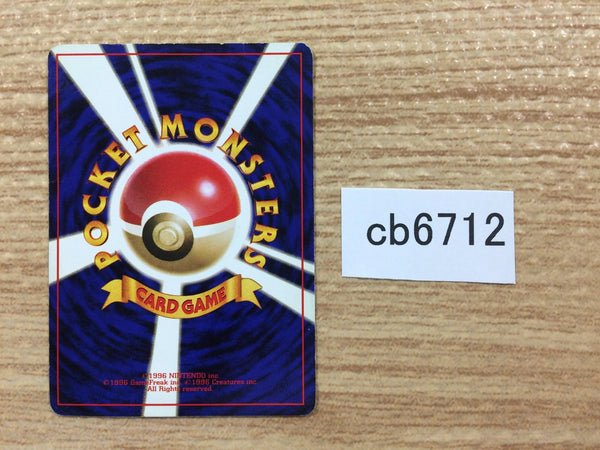 POCKET MONSTERS
CARD GAME
©1996 NINTENDO inc
©1996 GameFreak inc. ©1996 Creatures inc.
All Rights reserved.
cb6712